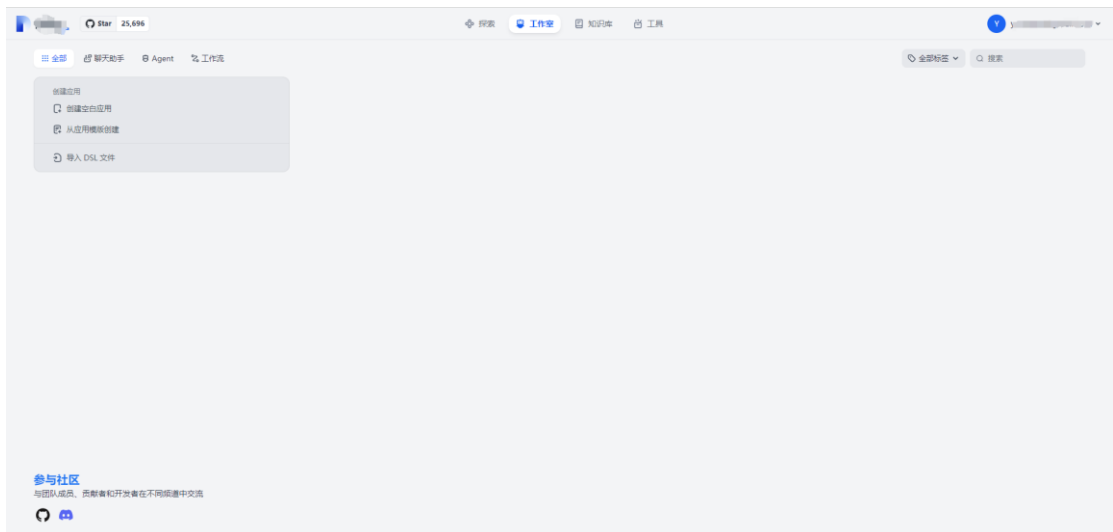 Star 25,696 探索 工作室 知识库 工具 Y
全部 聊天助手 Agent 工作流 全部标签 搜索
创建应用
创建空白应用
从应用模版创建
导入 DSL 文件
参与社区
与团队成员、贡献者和开发者在不同频道中交流